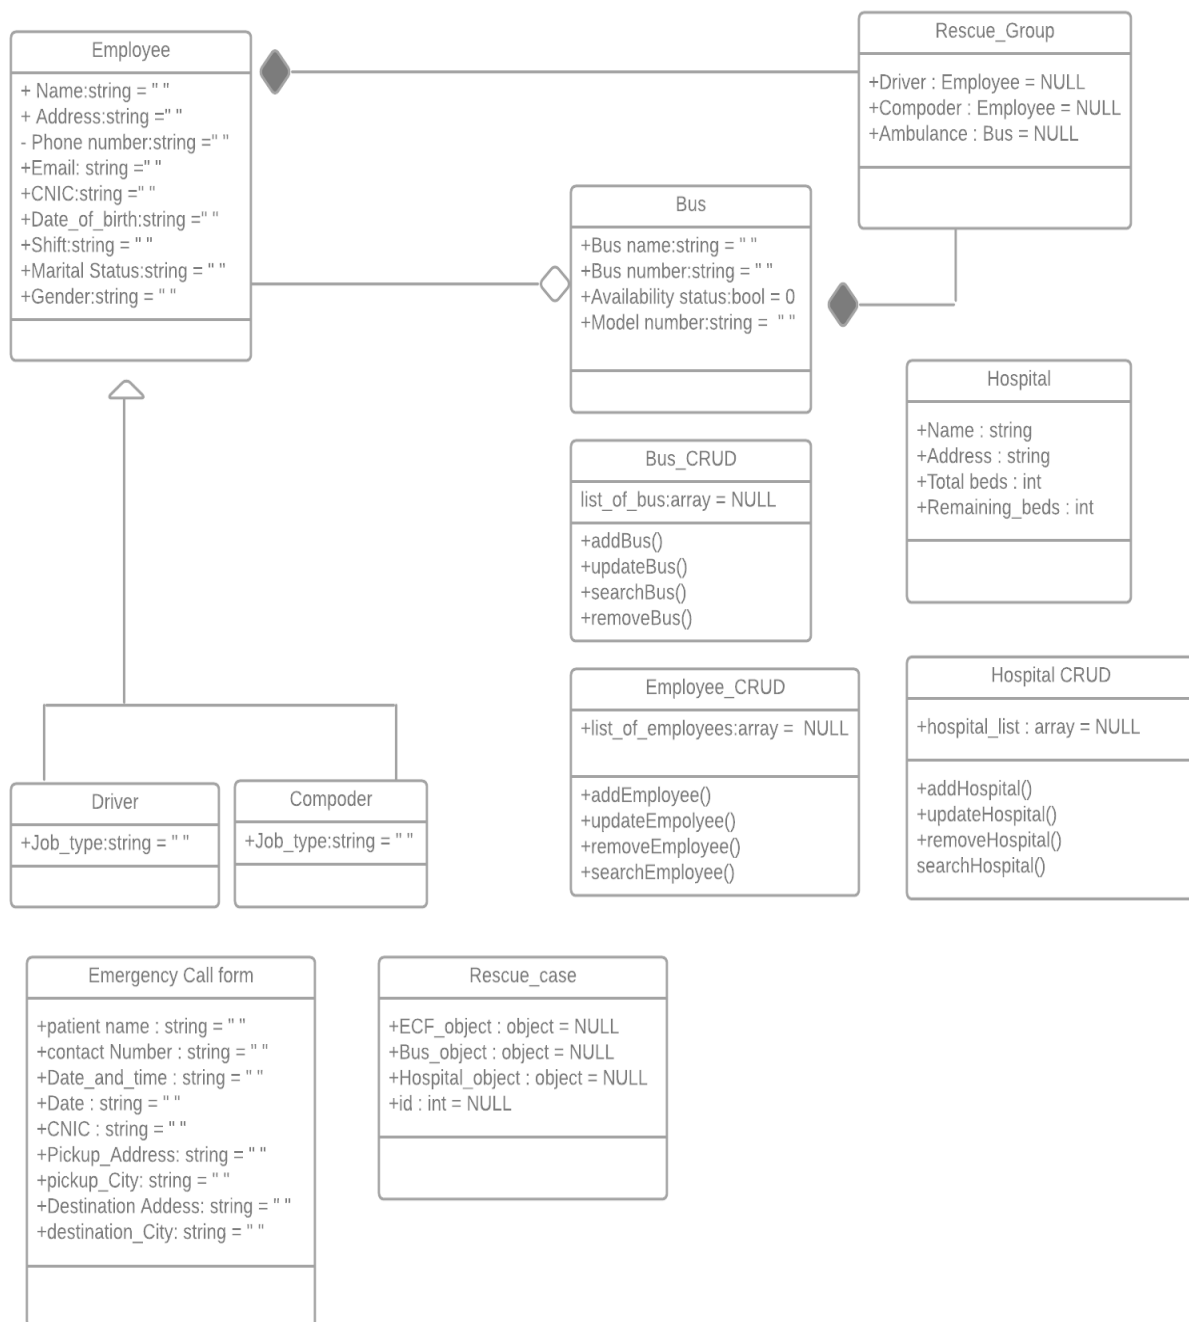 Employee
+ Name:string = " "
+ Address:string =" "
- Phone number:string =" "
+Email: string =" "
+CNIC:string =" "
+Date_of_birth:string =" "
+Shift:string = " "
+Marital Status:string = " "
+Gender:string = " "
Rescue_Group
+Driver : Employee = NULL
+Compoder : Employee = NULL
+Ambulance : Bus = NULL
Bus
+Bus name:string = " "
+Bus number:string = " "
+Availability status:bool = 0
+Model number:string =  " "
Hospital
+Name : string
+Address : string
+Total beds : int
+Remaining_beds : int
Bus_CRUD
list_of_bus:array = NULL
+addBus()
+updateBus()
+searchBus()
+removeBus()
Employee_CRUD
+list_of_employees:array =  NULL
+addEmployee()
+updateEmpolyee()
+removeEmployee()
+searchEmployee()
Hospital CRUD
+hospital_list : array = NULL
+addHospital()
+updateHospital()
+removeHospital()
searchHospital()
Driver
+Job_type:string = " "
Compoder
+Job_type:string = " "
Emergency Call form
+patient name : string = " "
+contact Number : string = " "
+Date_and_time : string = " "
+Date : string = " "
+CNIC : string = " "
+Pickup_Address: string = " "
+pickup_City: string = " "
+Destination Addess: string = " "
+destination_City: string = " "
Rescue_case
+ECF_object : object = NULL
+Bus_object : object = NULL
+Hospital_object : object = NULL
+id : int = NULL